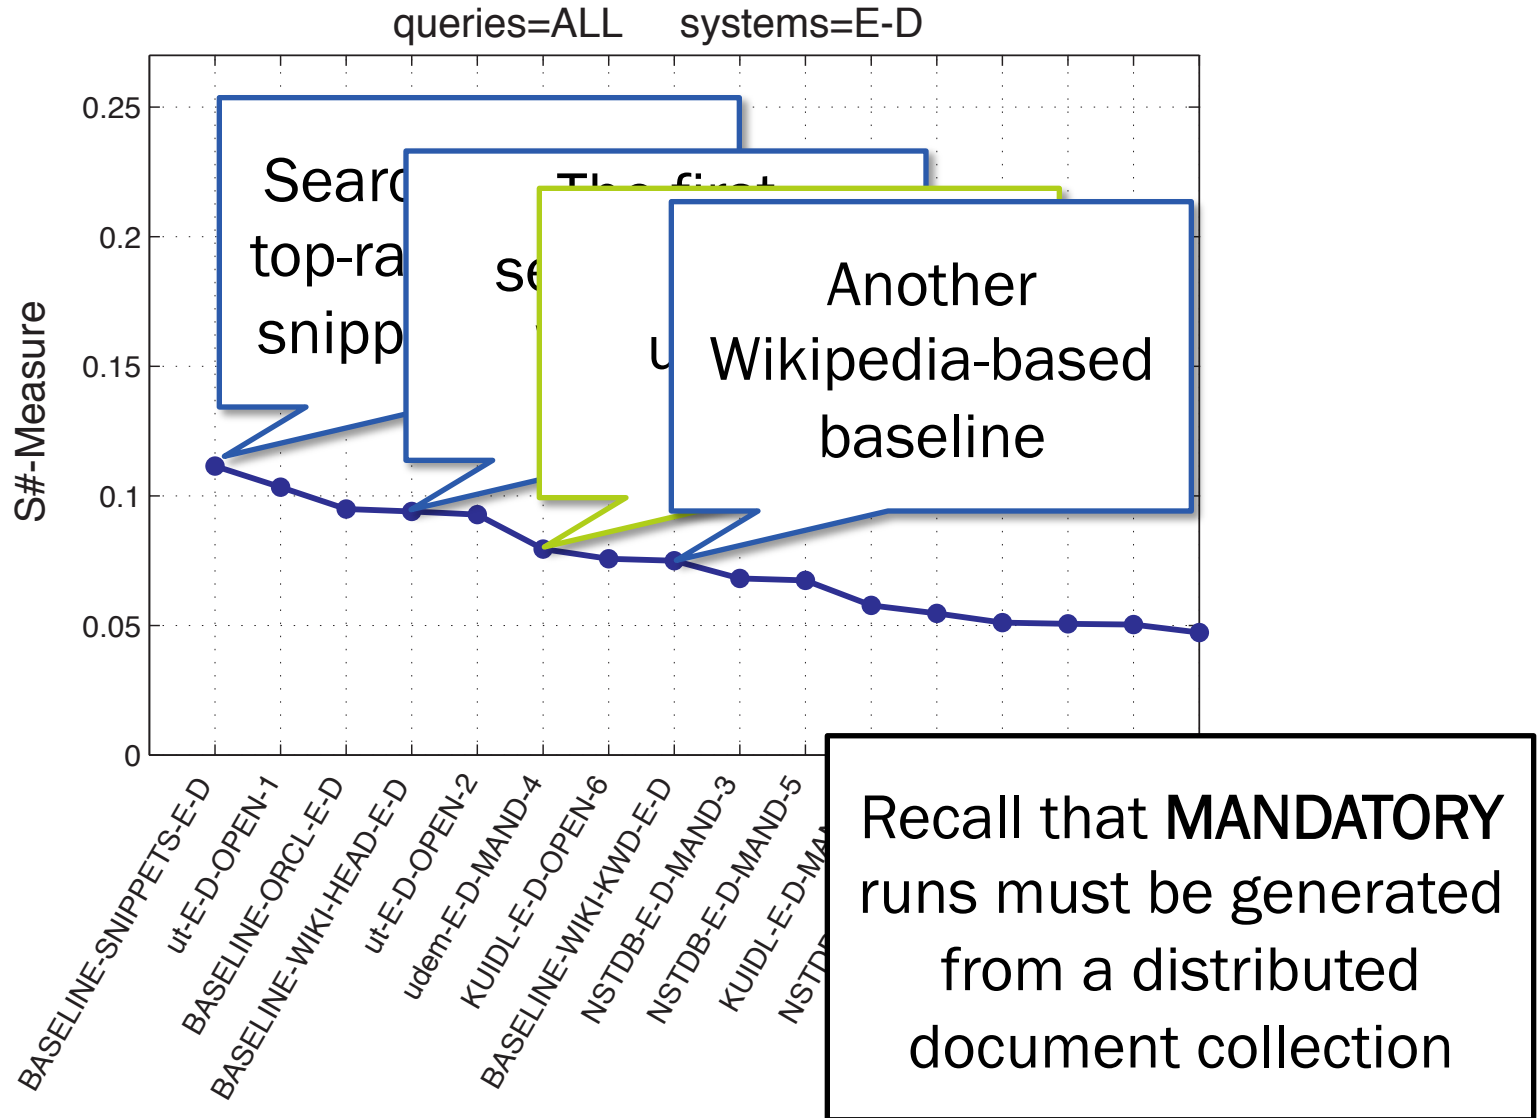 queries=ALL systems=E-D
S#-Measure
0.25
0.2
0.15
0.1
0.05
0
The first
Another
Wikipedia-based
baseline
BASELINE-SNIPPETS-E-D
ut-E-D-OPEN-1
BASELINE-ORCL-E-D
BASELINE-WIKI-HEAD-E-D
ut-E-D-OPEN-2
udem-E-D-MAND-4
KUIDL-E-D-OPEN-6
BASELINE-WIKI-KWD-E-D
NSTDB-E-D-MAND-3
NSTDB-E-D-MAND-5
Recall that MANDATORY
runs must be generated
from a distributed
document collection